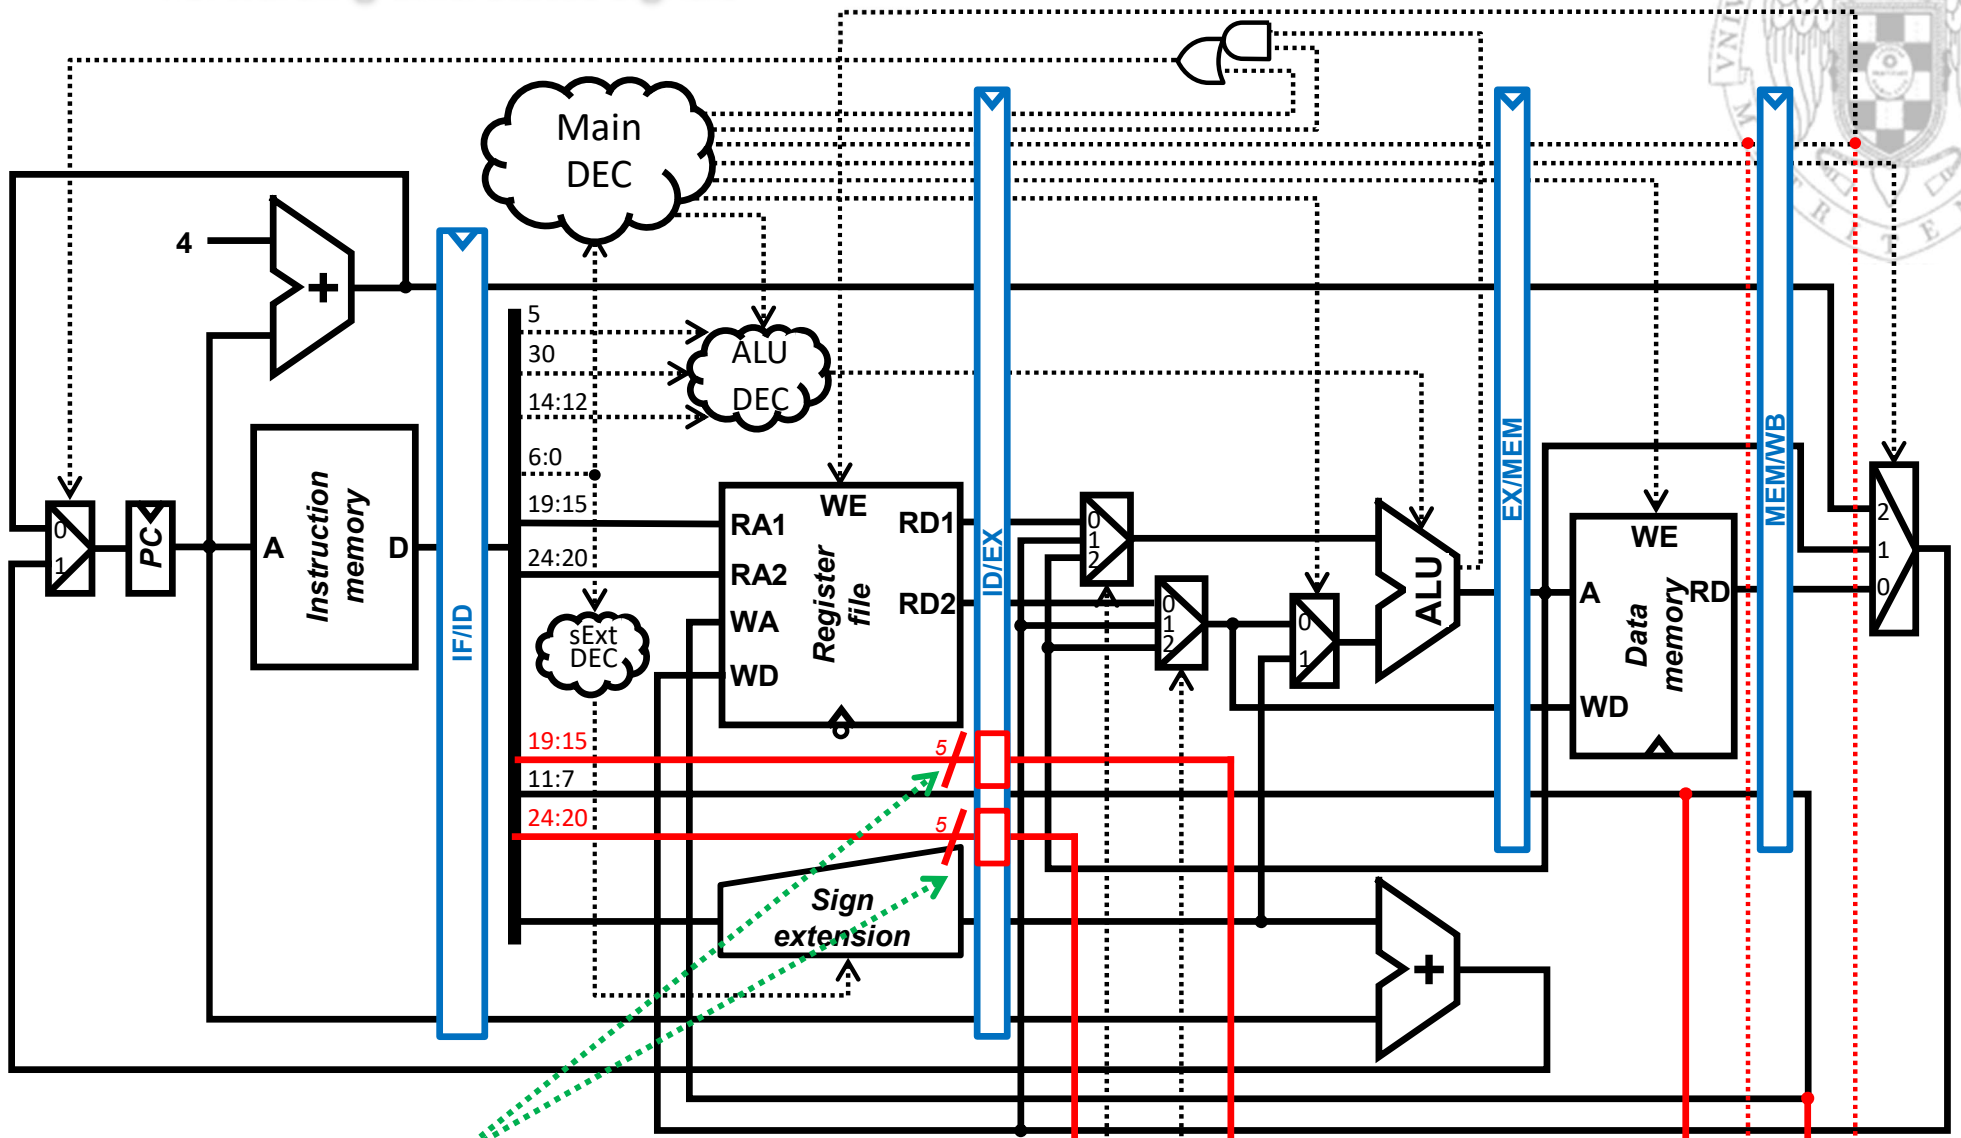 Main
DEC
4
+
5
30
14:12
6:0
19:15
24:20
ALU
DEC
sExt
DEC
0
1
PC
A
Instruction
memory
D
IF/ID
WE
RA1
RA2
WA
WD
Register
file
RD1
RD2
ID/EX
0
1
2
0
1
2
0
1
ALU
EX/MEM
WE
A
RD
Data
memory
WD
MEM/WB
2
1
0
19:15
5
11:7
24:20
5
Sign
extension
+